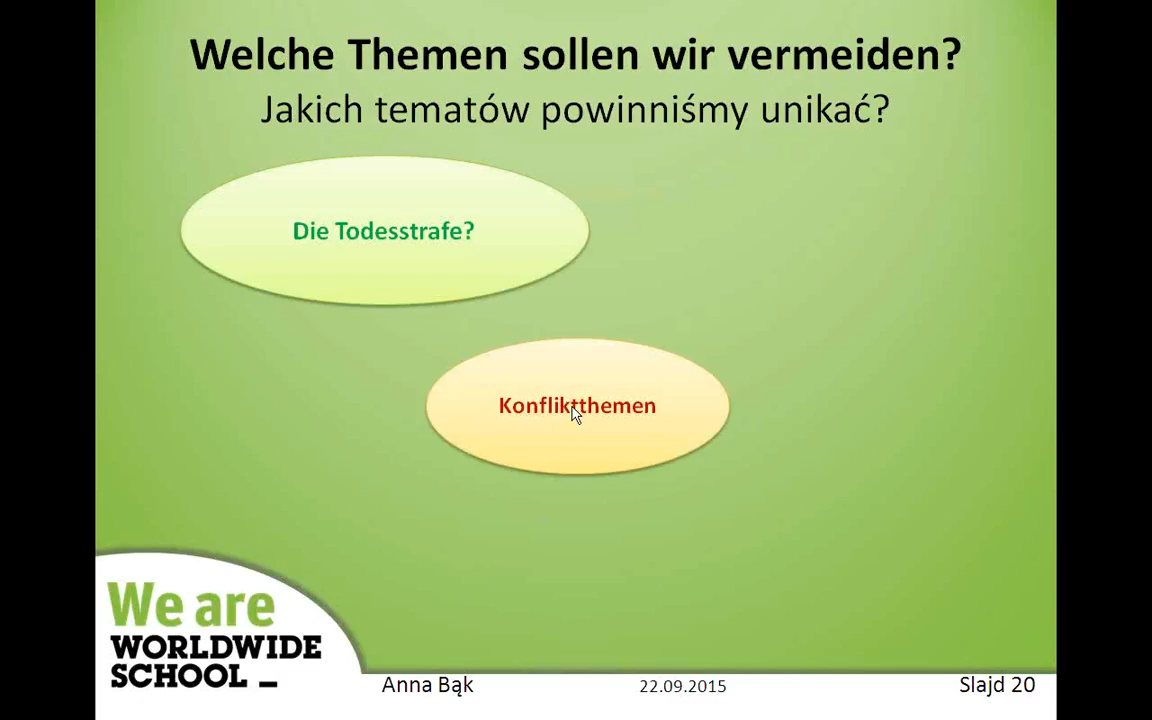 Welche Themen sollen wir vermeiden?
Jakich tematów powinniśmy unikać?
Die Todesstrafe?
Konfliktthemen
We are
WORLDWIDE
SCHOOL _
Anna Bąk
22.09.2015
Slajd 20